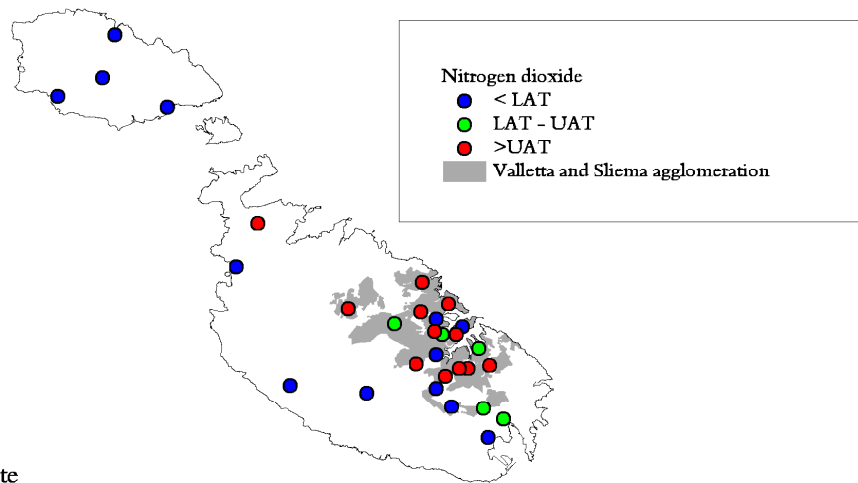 Nitrogen dioxide
< LAT
LAT - UAT
>UAT
Valletta and Sliema agglomeration
te